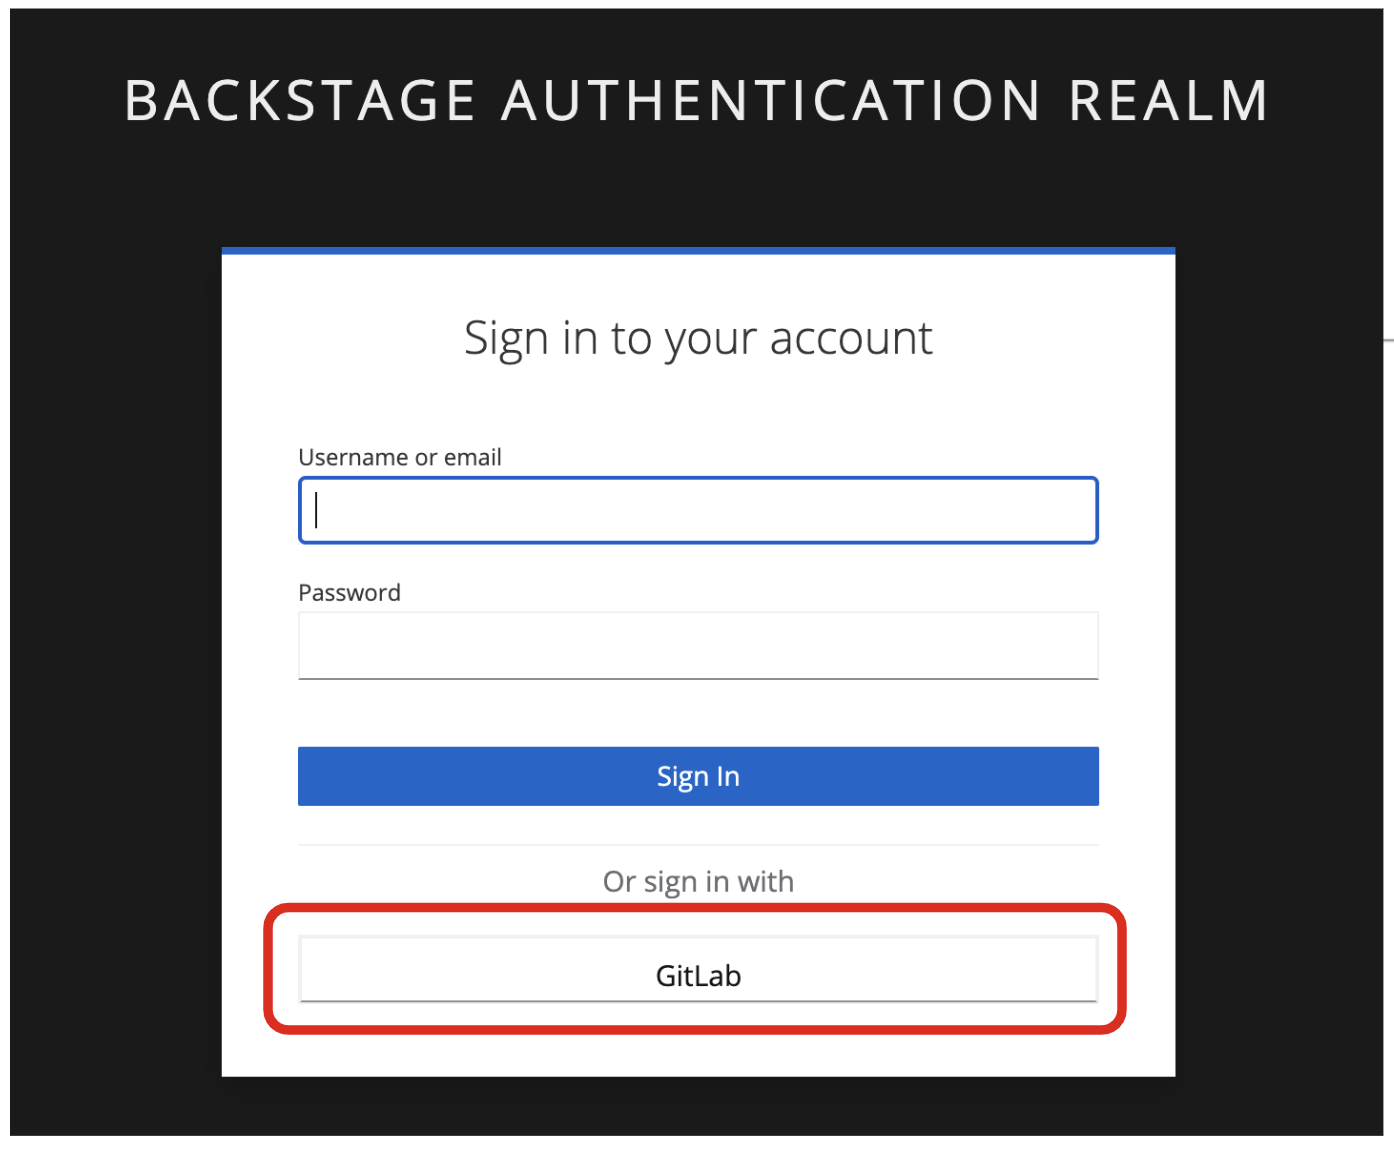 BACKSTAGE AUTHENTICATION REALM
Sign in to your account
Username or email
Password
Sign In
Or sign in with
GitLab